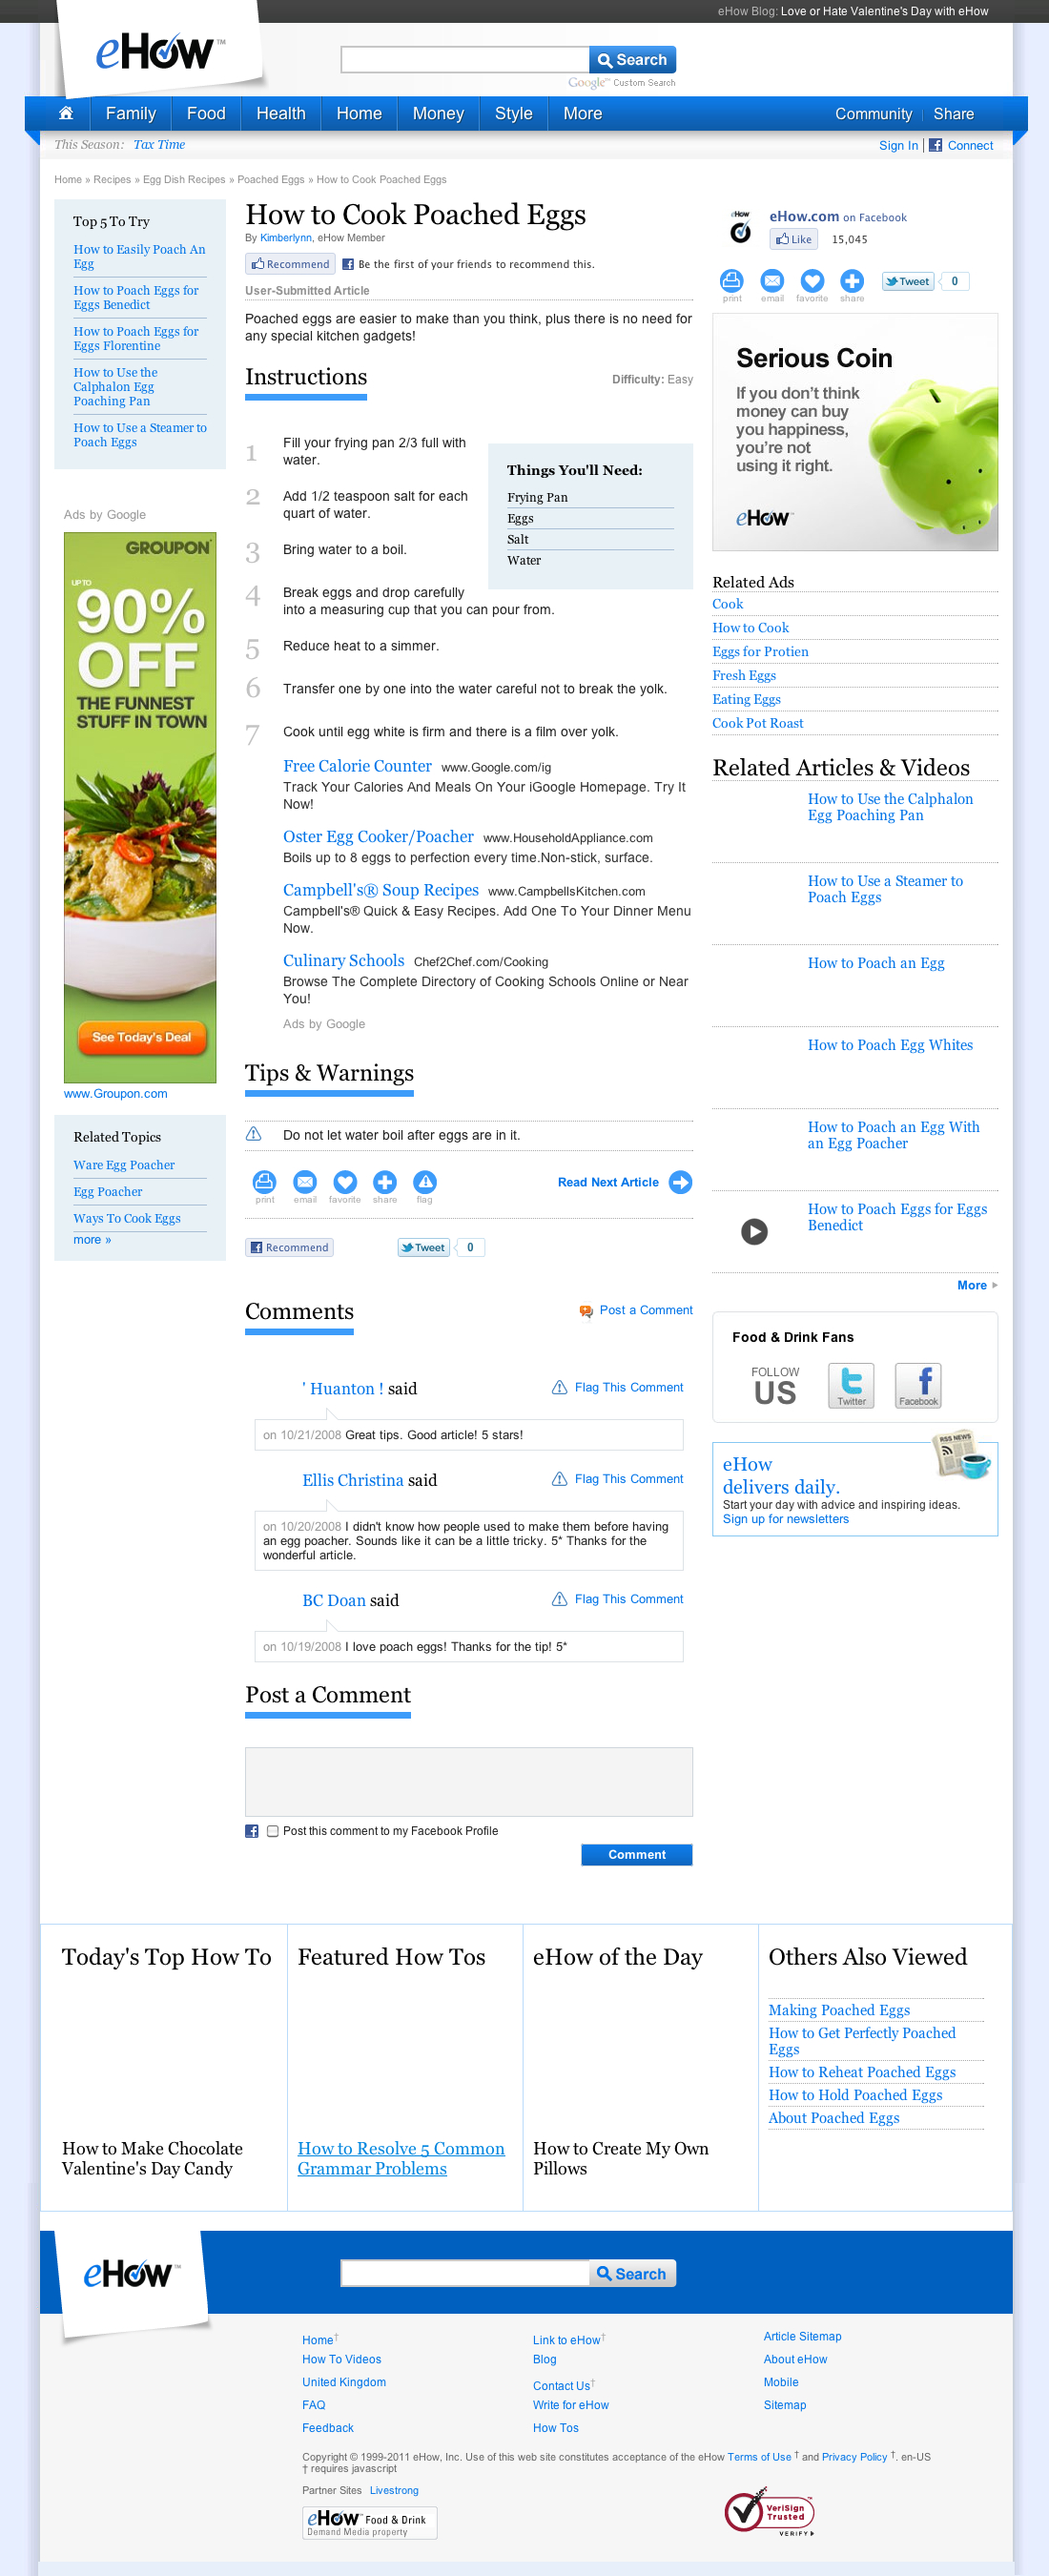 eHow Blog: Love or Hate Valentine's Day with eHow
eHow™
Search
Google™ Custom Search
Family Food Health Home Money Style More Community Share
This Season: Tax Time
Sign In | Connect
Home » Recipes » Egg Dish Recipes » Poached Eggs » How to Cook Poached Eggs
Top 5 To Try
How to Easily Poach An
Egg
How to Poach Eggs for
Eggs Benedict
How to Poach Eggs for
Eggs Florentine
How to Use the
Calphalon Egg
Poaching Pan
How to Use a Steamer to
Poach Eggs
Ads by Google
GROUPON
UP TO
90%
OFF
THE FUNNEST
STUFF IN TOWN
See Today's Deal
www.Groupon.com
Related Topics
Ware Egg Poacher
Egg Poacher
Ways To Cook Eggs
more »
How to Cook Poached Eggs
By Kimberlynn, eHow Member
Recommend Be the first of your friends to recommend this.
User-Submitted Article
Poached eggs are easier to make than you think, plus there is no need for
any special kitchen gadgets!
Instructions
Difficulty: Easy
1 Fill your frying pan 2/3 full with
water.
2 Add 1/2 teaspoon salt for each
quart of water.
3 Bring water to a boil.
4 Break eggs and drop carefully
into a measuring cup that you can pour from.
5 Reduce heat to a simmer.
6 Transfer one by one into the water careful not to break the yolk.
7 Cook until egg white is firm and there is a film over yolk.
Things You'll Need:
Frying Pan
Eggs
Salt
Water
Free Calorie Counter www.Google.com/ig
Track Your Calories And Meals On Your iGoogle Homepage. Try It
Now!
Oster Egg Cooker/Poacher www.HouseholdAppliance.com
Boils up to 8 eggs to perfection every time.Non-stick, surface.
Campbell's® Soup Recipes www.CampbellsKitchen.com
Campbell's® Quick & Easy Recipes. Add One To Your Dinner Menu
Now.
Culinary Schools Chef2Chef.com/Cooking
Browse The Complete Directory of Cooking Schools Online or Near
You!
Ads by Google
Tips & Warnings
Do not let water boil after eggs are in it.
print email favorite share flag
Read Next Article
Recommend Tweet 0
Comments
Post a Comment
' Huanton ! said
Flag This Comment
on 10/21/2008 Great tips. Good article! 5 stars!
Ellis Christina said
Flag This Comment
on 10/20/2008 I didn't know how people used to make them before having
an egg poacher. Sounds like it can be a little tricky. 5* Thanks for the
wonderful article.
BC Doan said
Flag This Comment
on 10/19/2008 I love poach eggs! Thanks for the tip! 5*
Post a Comment
Post this comment to my Facebook Profile
Comment
eHow
eHow.com on Facebook
Like 15,045
print email favorite share
Tweet 0
Serious Coin
If you don't think
money can buy
you happiness,
you're not
using it right.
eHow™
Related Ads
Cook
How to Cook
Eggs for Protien
Fresh Eggs
Eating Eggs
Cook Pot Roast
Related Articles & Videos
How to Use the Calphalon
Egg Poaching Pan
How to Use a Steamer to
Poach Eggs
How to Poach an Egg
How to Poach Egg Whites
How to Poach an Egg With
an Egg Poacher
How to Poach Eggs for Eggs
Benedict
More
Food & Drink Fans
FOLLOW
US
Twitter
Facebook
RSS NEWS
eHow
delivers daily.
Start your day with advice and inspiring ideas.
Sign up for newsletters
Today's Top How To
How to Make Chocolate
Valentine's Day Candy
Featured How Tos
How to Resolve 5 Common
Grammar Problems
eHow of the Day
How to Create My Own
Pillows
Others Also Viewed
Making Poached Eggs
How to Get Perfectly Poached
Eggs
How to Reheat Poached Eggs
How to Hold Poached Eggs
About Poached Eggs
eHow™
Search
Home†
How To Videos
United Kingdom
FAQ
Feedback
Link to eHow†
Blog
Contact Us†
Write for eHow
How Tos
Article Sitemap
About eHow
Mobile
Sitemap
Copyright © 1999-2011 eHow, Inc. Use of this web site constitutes acceptance of the eHow Terms of Use † and Privacy Policy †. en-US
† requires javascript
Partner Sites Livestrong
eHow™ Food & Drink
Demand Media property
VeriSign
Trusted
VERIFY